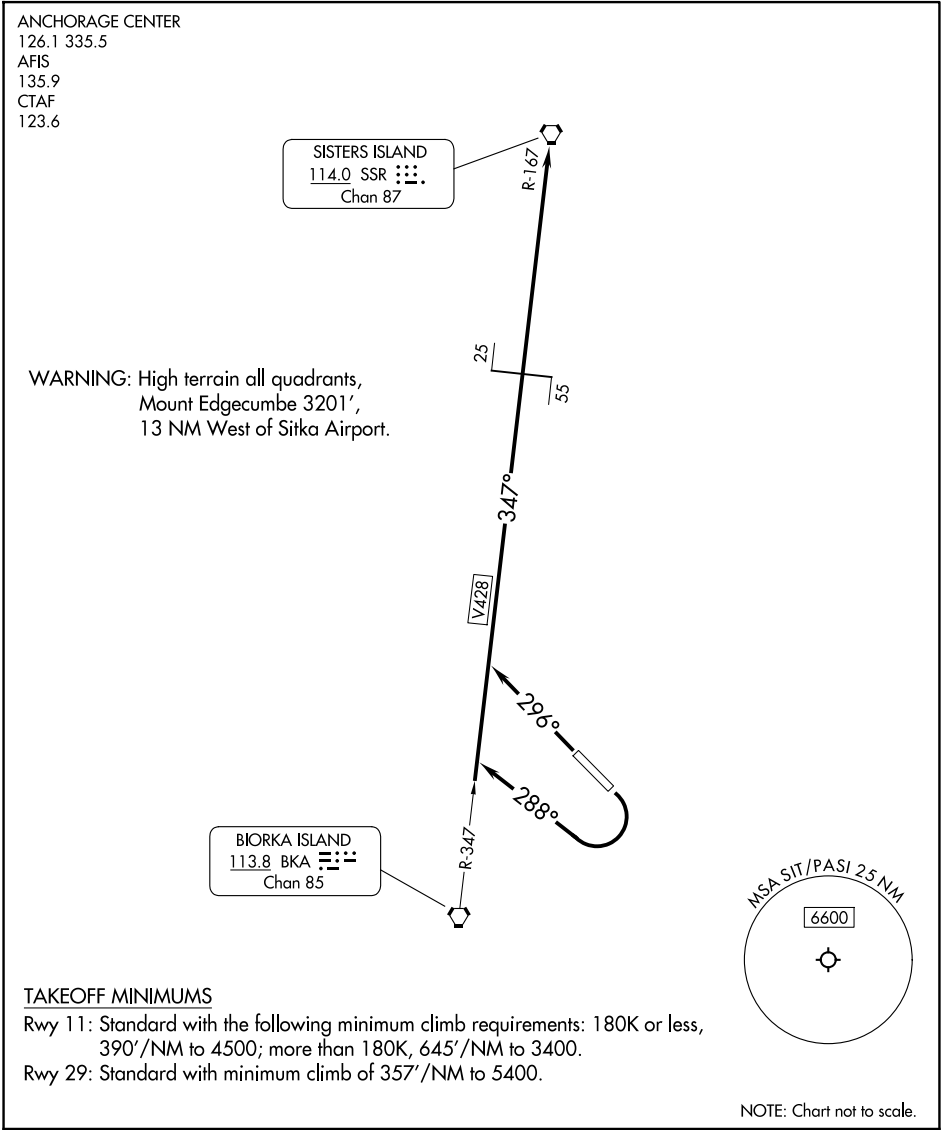 ANCHORAGE CENTER
126.1 335.5
AFIS
135.9
CTAF
123.6
SISTERS ISLAND
114.0 SSR
Chan 87
R-167
25
55
WARNING: High terrain all quadrants,
Mount Edgecumbe 3201',
13 NM West of Sitka Airport.
347°
V428
296°
288°
R-347
BIORKA ISLAND
113.8 BKA
Chan 85
MSA SIT/PASI 25 NM
6600
TAKEOFF MINIMUMS
Rwy 11: Standard with the following minimum climb requirements: 180K or less,
390'/NM to 4500; more than 180K, 645'/NM to 3400.
Rwy 29: Standard with minimum climb of 357'/NM to 5400.
NOTE: Chart not to scale.